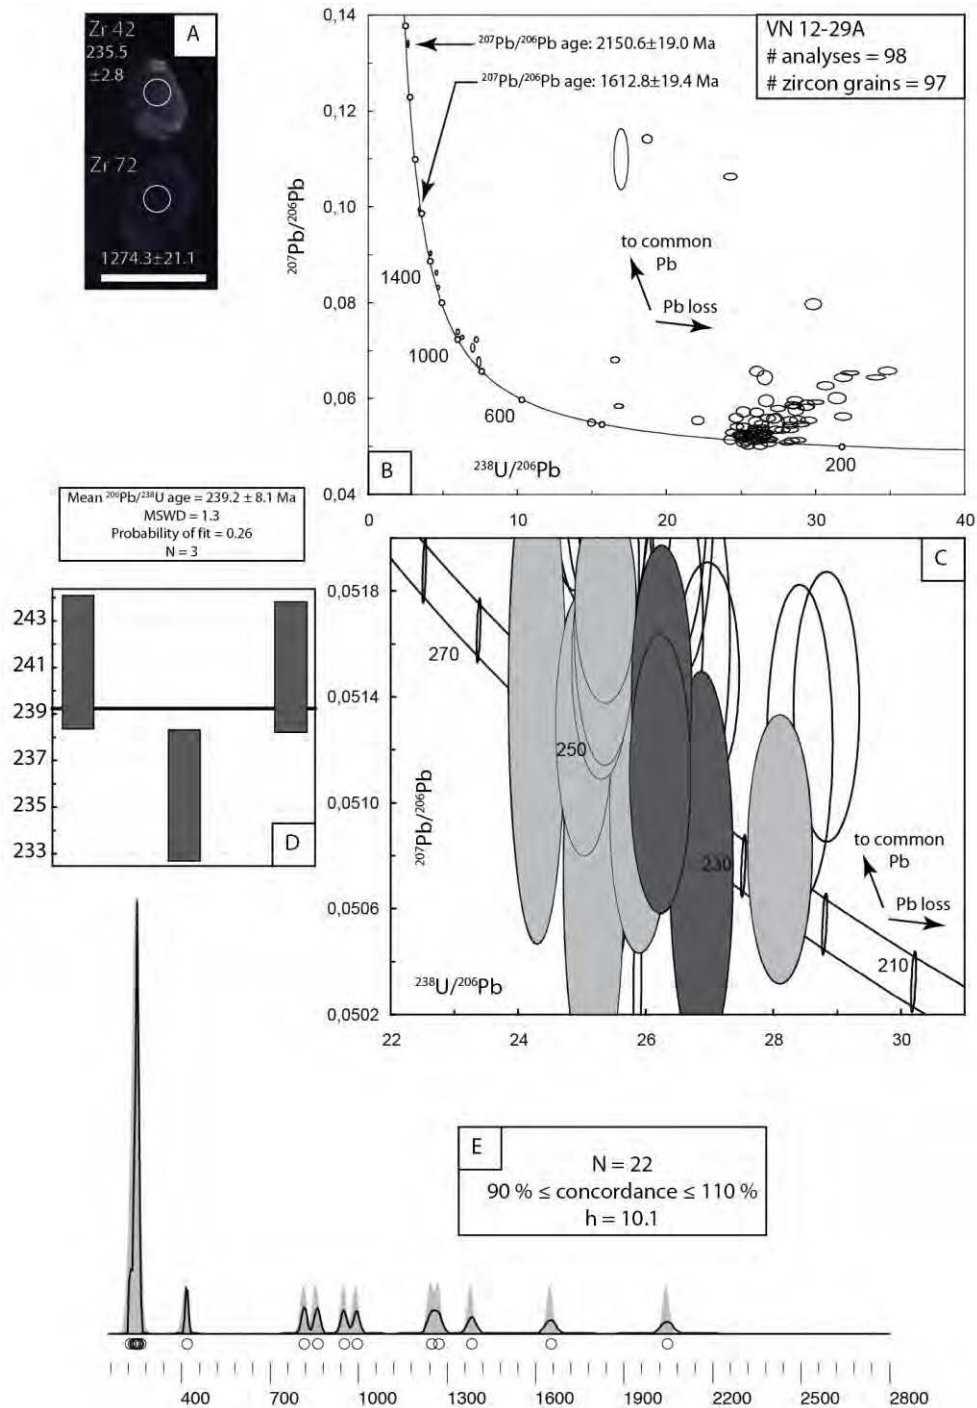 Zr 42
235.5
±2.8
A
Zr 72
1274.3±21.1
0,14
0,12
0,10
0,08
0,06
0,04
²⁰⁷Pb/²⁰⁶Pb
²⁰⁷Pb/²⁰⁶Pb age: 2150.6±19.0 Ma
²⁰⁷Pb/²⁰⁶Pb age: 1612.8±19.4 Ma
VN 12-29A
# analyses = 98
# zircon grains = 97
to common
Pb
Pb loss
1400
1000
600
200
B
²³⁸U/²⁰⁶Pb
0 10 20 30 40
Mean ²⁰⁶Pb/²³⁸U age = 239.2 ± 8.1 Ma
MSWD = 1.3
Probability of fit = 0.26
N = 3
243
241
239
237
235
233
D
C
0,0518
0,0514
0,0510
0,0506
0,0502
²⁰⁷Pb/²⁰⁶Pb
270
250
230
210
to common
Pb
Pb loss
²³⁸U/²⁰⁶Pb
22 24 26 28 30
E
N = 22
90 % ≤ concordance ≤ 110 %
h = 10.1
400 700 1000 1300 1600 1900 2200 2500 2800